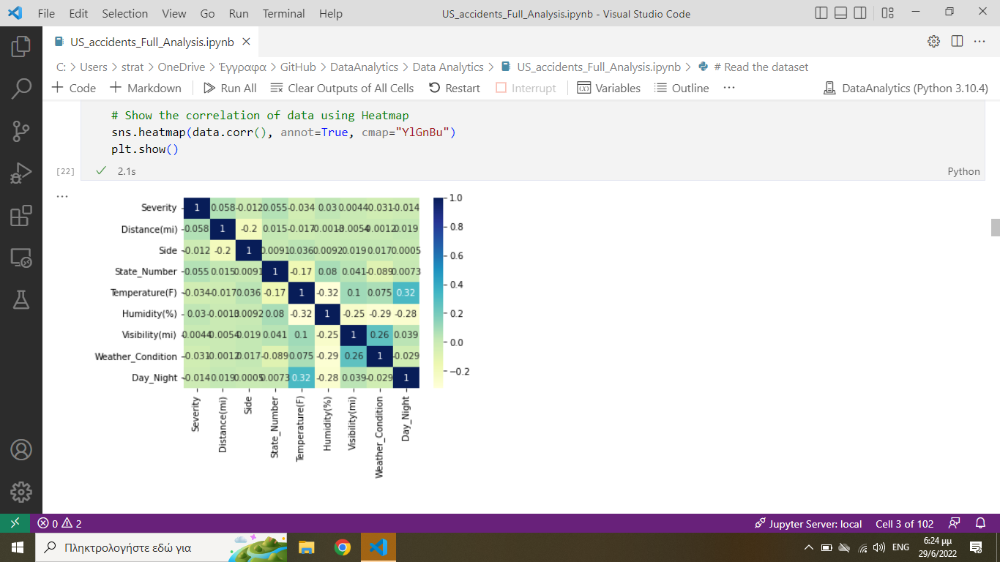 File Edit Selection View Go Run Terminal Help US_accidents_Full_Analysis.ipynb - Visual Studio Code
US_accidents_Full_Analysis.ipynb
C: > Users > strat > OneDrive > Έγγραφα > GitHub > DataAnalytics > Data Analytics > US_accidents_Full_Analysis.ipynb > # Read the dataset
+ Code + Markdown Run All Clear Outputs of All Cells Restart Interrupt (x) Variables Outline ... DataAnalytics (Python 3.10.4)
# Show the correlation of data using Heatmap
sns.heatmap(data.corr(), annot=True, cmap="YlGnBu")
plt.show()
[22] 2.1s Python
...
Severity 1 0.058 -0.012 0.055 -0.034 0.03 0.0044 -0.031 -0.014
Distance(mi) 0.058 1 -0.2 0.015 -0.017 -0.0013 -0.0054 -0.0012 0.019
Side -0.012 -0.2 1 0.0091 0.036 0.0092 0.019 0.017 0.0005
State_Number 0.055 0.015 0.0091 1 -0.17 0.08 0.041 -0.089 0.0073
Temperature(F) -0.034 -0.017 0.036 -0.17 1 -0.32 0.1 0.075 0.32
Humidity(%) 0.03 -0.0013 0.0092 0.08 -0.32 1 -0.25 -0.29 -0.28
Visibility(mi) 0.0044 -0.0054 0.019 0.041 0.1 -0.25 1 0.26 0.039
Weather_Condition -0.031 -0.0012 0.017 -0.089 0.075 -0.29 0.26 1 -0.029
Day_Night -0.014 0.019 0.0005 0.0073 0.32 -0.28 0.039 -0.029 1
Severity
Distance(mi)
Side
State_Number
Temperature(F)
Humidity(%)
Visibility(mi)
Weather_Condition
Day_Night
1.0
0.8
0.6
0.4
0.2
0.0
−0.2
0 2 Jupyter Server: local Cell 3 of 102
Πληκτρολογήστε εδώ για ENG 6:24 μμ
29/6/2022